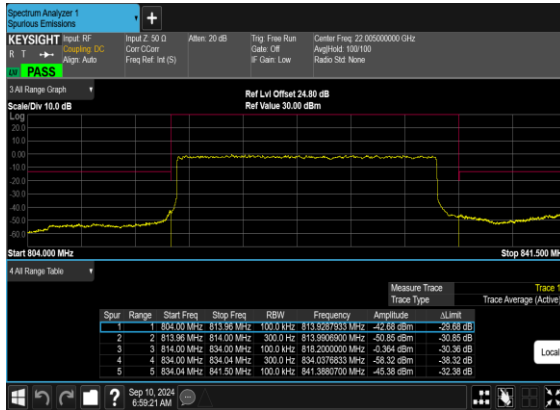 Spectrum Analyzer 1
Spurious Emissions
KEYSIGHT
R T
LXI PASS
Input: RF
Coupling: DC
Align: Auto
Input Z: 50 Ω
Corr CCorr
Freq Ref: Int (S)
Atten: 20 dB
Trig: Free Run
Gate: Off
IF Gain: Low
Center Freq: 22.005000000 GHz
Avg|Hold: 100/100
Radio Std: None
3 All Range Graph
Scale/Div 10.0 dB
Ref Lvl Offset 24.80 dB
Ref Value 30.00 dBm
Log
20.0
10.0
0.00
-10.0
-20.0
-30.0
-40.0
-50.0
-60.0
Start 804.000 MHz
Stop 841.500 MH
4 All Range Table
Measure Trace Trace 1
Trace Type Trace Average (Active)
Spur Range Start Freq Stop Freq RBW Frequency Amplitude ΔLimit
1 1 804.00 MHz 813.96 MHz 100.0 kHz 813.9287933 MHz -42.68 dBm -29.68 dB
2 2 813.96 MHz 814.00 MHz 300.0 Hz 813.9906900 MHz -50.85 dBm -30.85 dB
3 3 814.00 MHz 834.00 MHz 100.0 kHz 818.2000000 MHz -0.364 dBm -30.36 dB
4 4 834.00 MHz 834.04 MHz 300.0 Hz 834.0376833 MHz -58.32 dBm -38.32 dB
5 5 834.04 MHz 841.50 MHz 100.0 kHz 841.3880700 MHz -45.38 dBm -32.38 dB
Local
Sep 10, 2024
6:59:21 AM